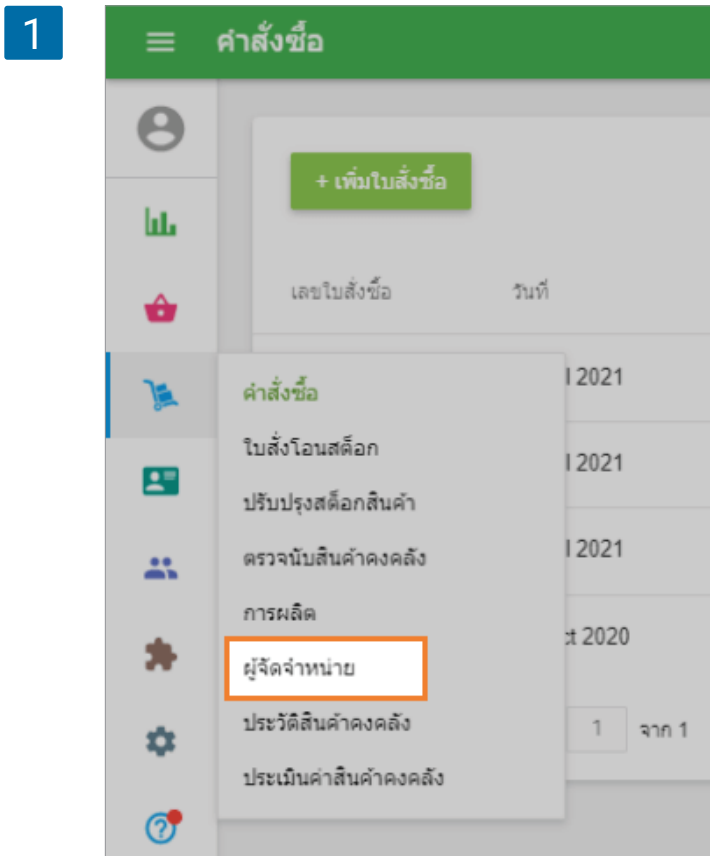 1
คำสั่งซื้อ
+ เพิ่มใบสั่งซื้อ
เลขใบสั่งซื้อ วันที่
l 2021
คำสั่งซื้อ
ใบสั่งโอนสต็อก
l 2021
ปรับปรุงสต็อกสินค้า
ตรวจนับสินค้าคงคลัง
l 2021
การผลิต
ct 2020
ผู้จัดจำหน่าย
ประวัติสินค้าคงคลัง
1 จาก 1
ประเมินค่าสินค้าคงคลัง